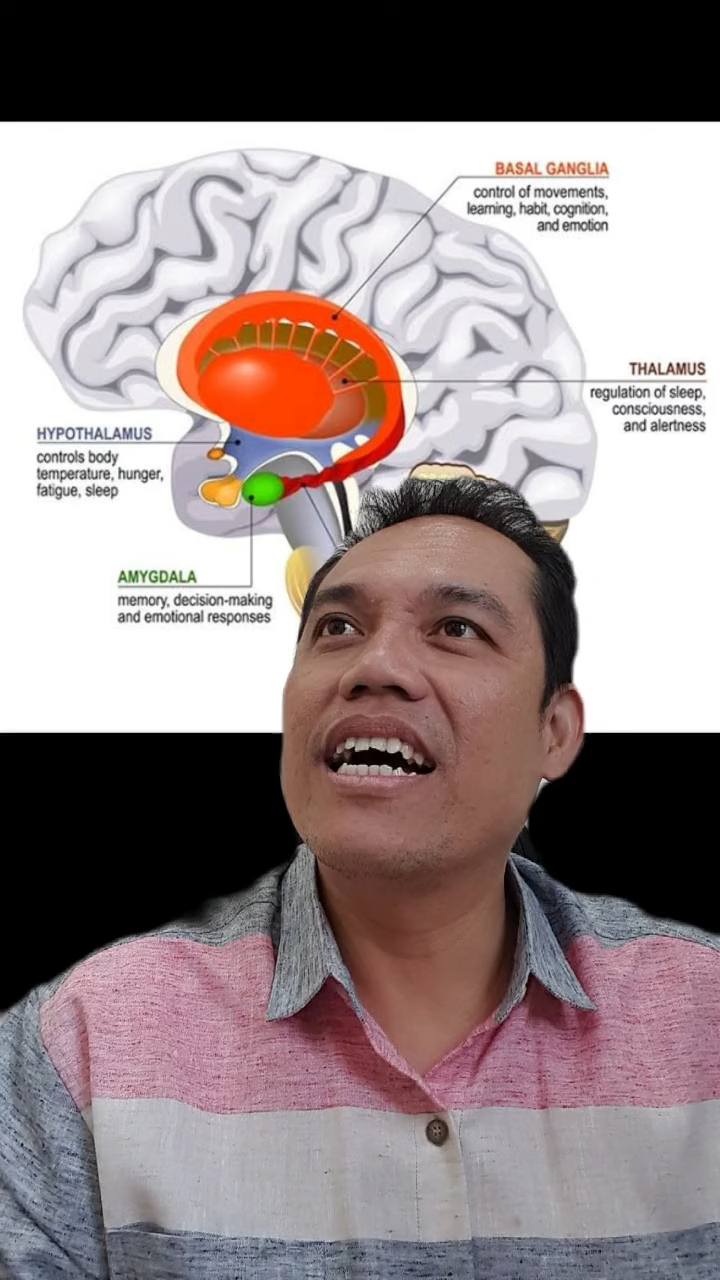 BASAL GANGLIA
control of movements,
learning, habit, cognition,
and emotion
THALAMUS
regulation of sleep,
consciousness,
and alertness
HYPOTHALAMUS
controls body
temperature, hunger,
fatigue, sleep
AMYGDALA
memory, decision-making
and emotional responses